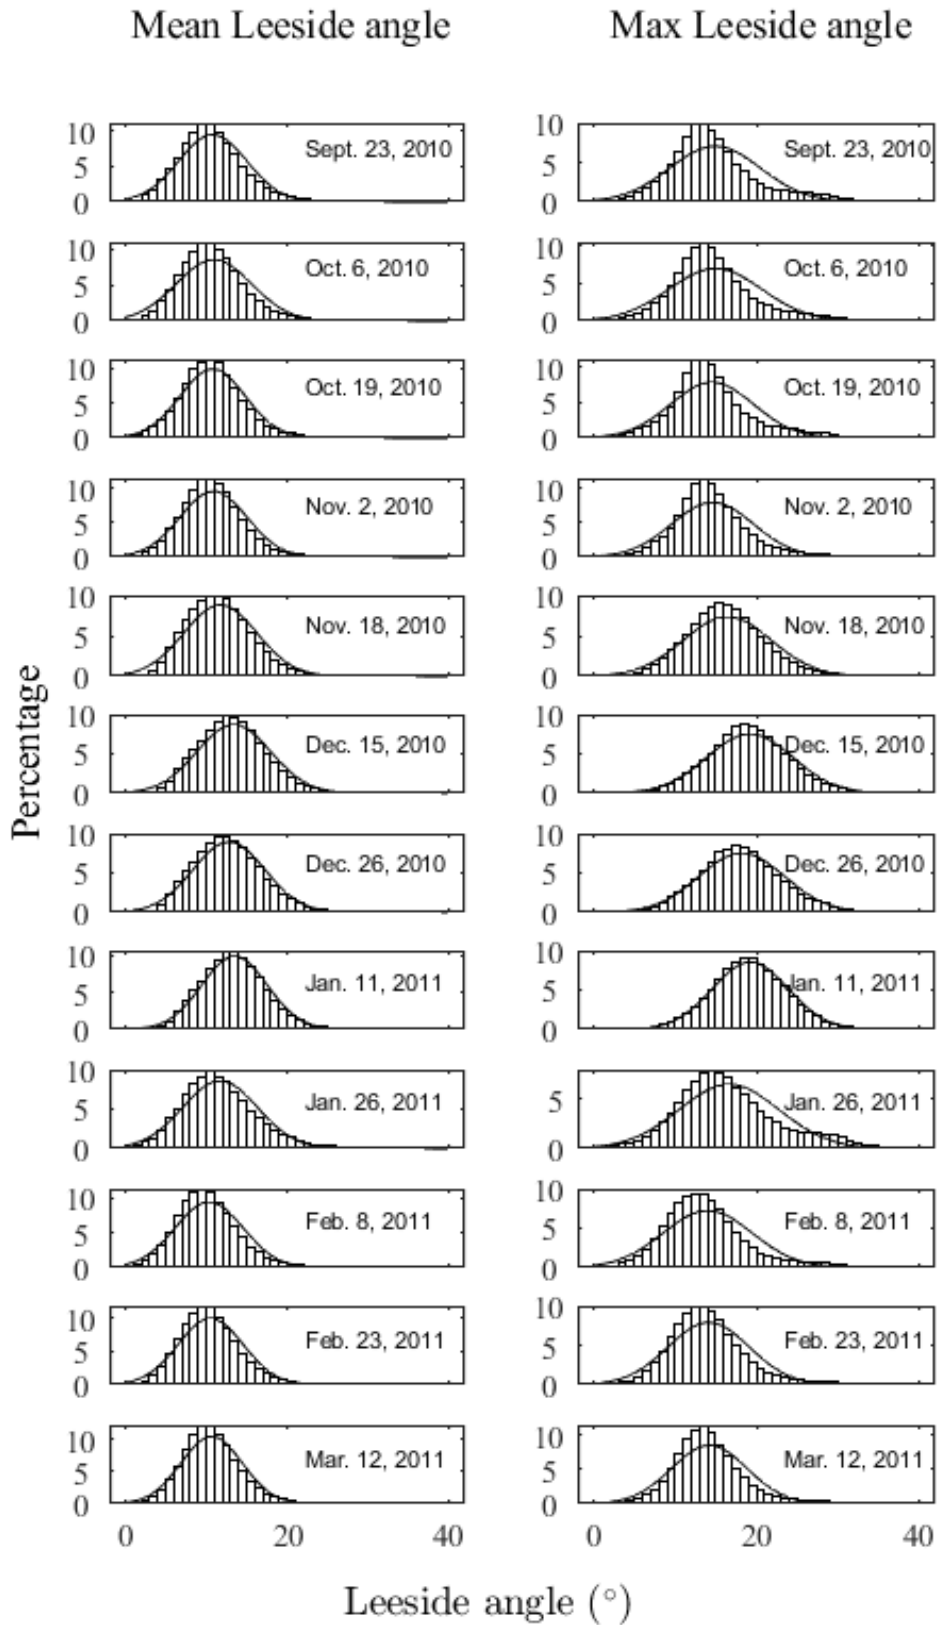 Mean Leeside angle Max Leeside angle
10 5 0 Sept. 23, 2010 10 5 0 Sept. 23, 2010
10 5 0 Oct. 6, 2010 10 5 0 Oct. 6, 2010
10 5 0 Oct. 19, 2010 10 5 0 Oct. 19, 2010
10 5 0 Nov. 2, 2010 10 5 0 Nov. 2, 2010
10 5 0 Nov. 18, 2010 10 5 0 Nov. 18, 2010
Percentage
10 5 0 Dec. 15, 2010 10 5 0 Dec. 15, 2010
10 5 0 Dec. 26, 2010 10 5 0 Dec. 26, 2010
10 5 0 Jan. 11, 2011 10 5 0 Jan. 11, 2011
10 5 0 Jan. 26, 2011 5 0 Jan. 26, 2011
10 5 0 Feb. 8, 2011 10 5 0 Feb. 8, 2011
10 5 0 Feb. 23, 2011 10 5 0 Feb. 23, 2011
10 5 0 Mar. 12, 2011 10 5 0 Mar. 12, 2011
0 20 40 0 20 40
Leeside angle (°)